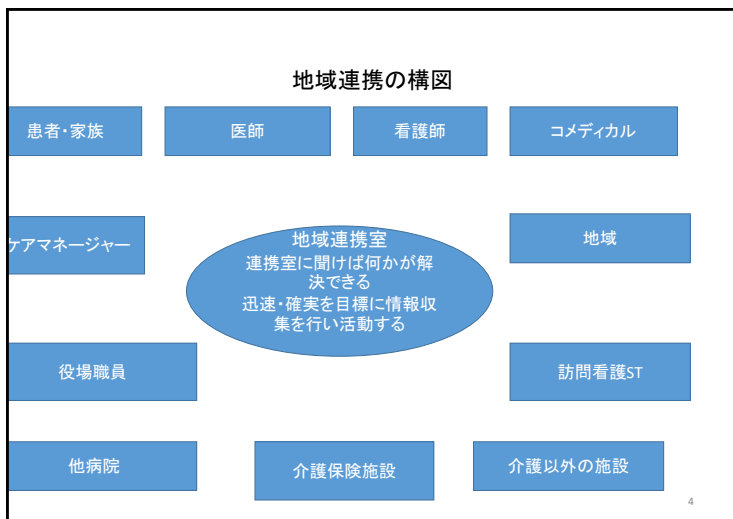 地域連携の構図
患者・家族
医師
看護師
コメディカル
ケアマネージャー
地域連携室
連携室に聞けば何かが解
決できる
迅速・確実を目標に情報収
集を行い活動する
地域
役場職員
訪問看護ST
他病院
介護保険施設
介護以外の施設
4